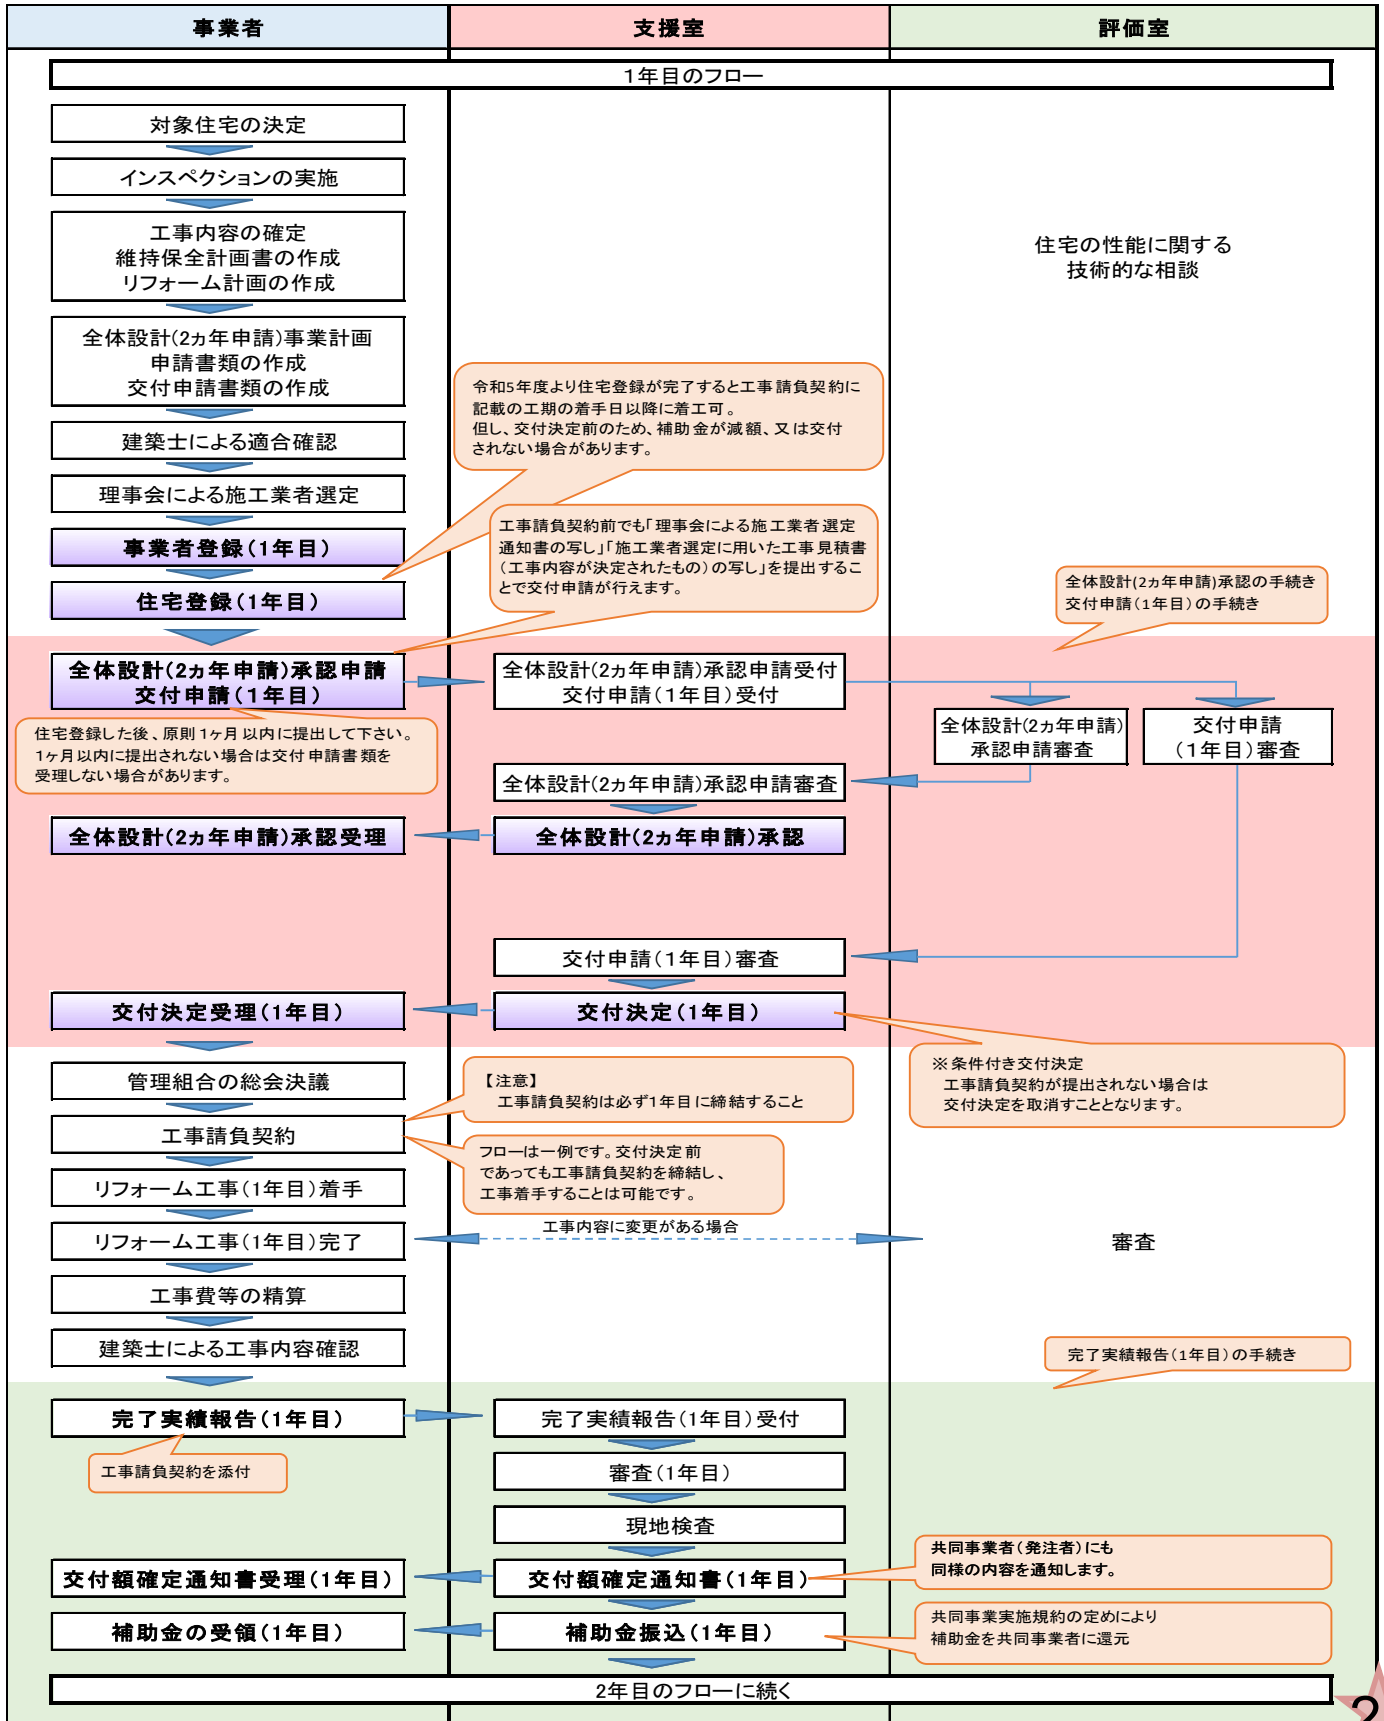 事業者
支援室
評価室
1年目のフロー
対象住宅の決定
インスペクションの実施
工事内容の確定
維持保全計画書の作成
リフォーム計画の作成
住宅の性能に関する
技術的な相談
全体設計(2ヵ年申請)事業計画
申請書類の作成
交付申請書類の作成
令和5年度より住宅登録が完了すると工事請負契約に
記載の工期の着手日以降に着工可。
但し、交付決定前のため、補助金が減額、又は交付
されない場合があります。
建築士による適合確認
理事会による施工業者選定
事業者登録(1年目)
工事請負契約前でも「理事会による施工業者選定
通知書の写し」「施工業者選定に用いた工事見積書
(工事内容が決定されたもの)の写し」を提出するこ
とで交付申請が行えます。
住宅登録(1年目)
全体設計(2ヵ年申請)承認の手続き
交付申請(1年目)の手続き
全体設計(2ヵ年申請)承認申請
交付申請(1年目)
全体設計(2ヵ年申請)承認申請受付
交付申請(1年目)受付
住宅登録した後、原則1ヶ月以内に提出して下さい。
1ヶ月以内に提出されない場合は交付申請書類を
受理しない場合があります。
全体設計(2ヵ年申請)
承認申請審査
交付申請
(1年目)審査
全体設計(2ヵ年申請)承認申請審査
全体設計(2ヵ年申請)承認受理
全体設計(2ヵ年申請)承認
交付申請(1年目)審査
交付決定受理(1年目)
交付決定(1年目)
※条件付き交付決定
工事請負契約が提出されない場合は
交付決定を取消すこととなります。
管理組合の総会決議
【注意】
工事請負契約は必ず1年目に締結すること
工事請負契約
フローは一例です。交付決定前
であっても工事請負契約を締結し、
工事着手することは可能です。
リフォーム工事(1年目)着手
リフォーム工事(1年目)完了
工事内容に変更がある場合
審査
工事費等の精算
建築士による工事内容確認
完了実績報告(1年目)の手続き
完了実績報告(1年目)
完了実績報告(1年目)受付
工事請負契約を添付
審査(1年目)
現地検査
交付額確定通知書受理(1年目)
交付額確定通知書(1年目)
共同事業者(発注者)にも
同様の内容を通知します。
補助金の受領(1年目)
補助金振込(1年目)
共同事業実施規約の定めにより
補助金を共同事業者に還元
2年目のフローに続く
2